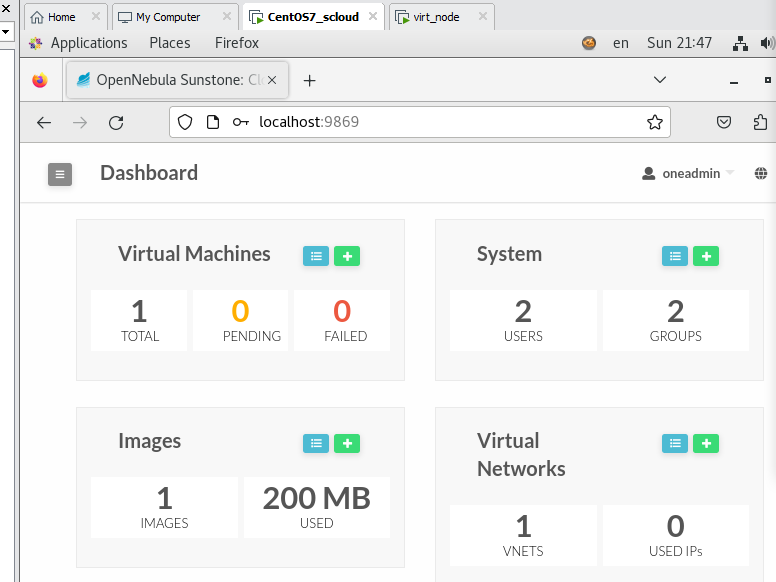 Home My Computer CentOS7_scloud virt_node
Applications Places Firefox en Sun 21:47
OpenNebula Sunstone: Cl
localhost:9869
Dashboard oneadmin
Virtual Machines
1 0 0
TOTAL PENDING FAILED
System
2 2
USERS GROUPS
Images
1 200 MB
IMAGES USED
Virtual
Networks
1 0
VNETS USED IPs